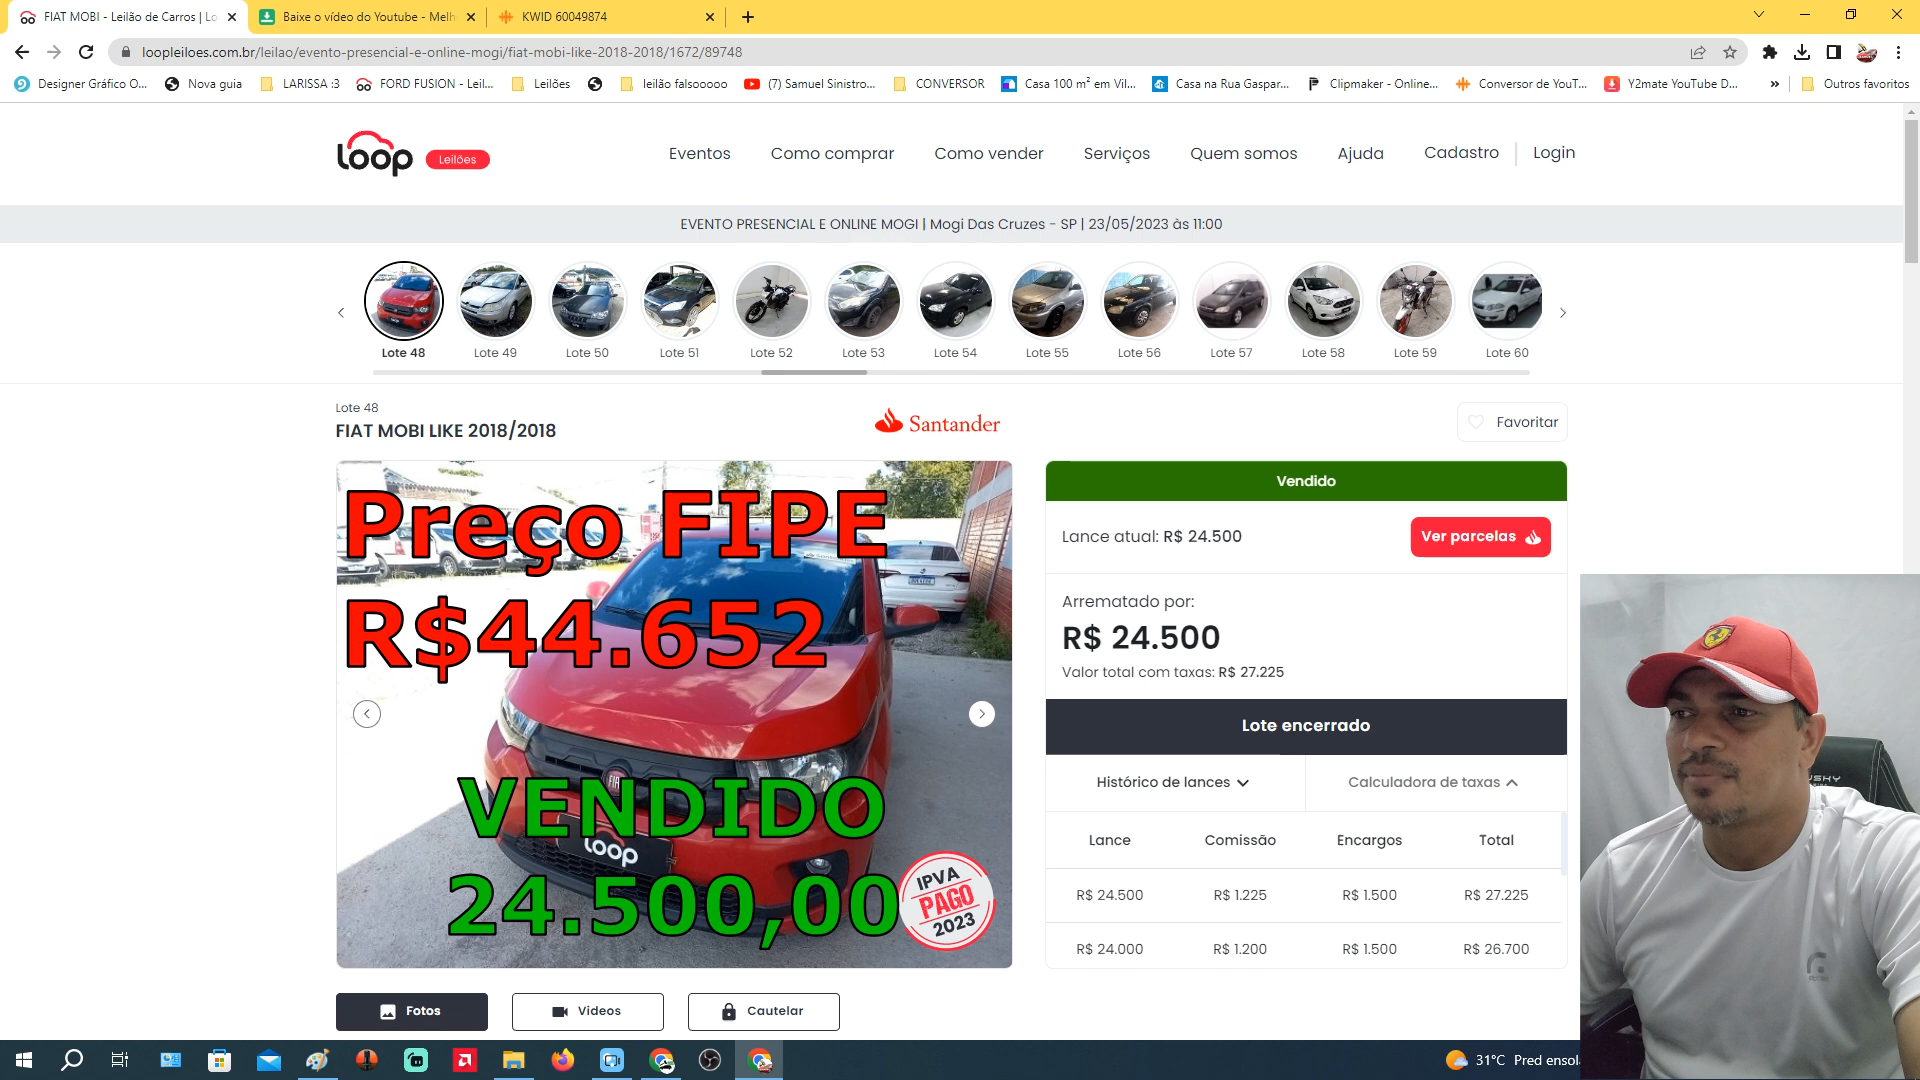 FIAT MOBI - Leilão de Carros | Lo
Baixe o vídeo do Youtube - Melh
KWID 60049874
loopleiloes.com.br/leilao/evento-presencial-e-online-mogi/fiat-mobi-like-2018-2018/1672/89748
Designer Gráfico O...
Nova guia
LARISSA :3
FORD FUSION - Leil...
Leilões
leilão falsooooo
(7) Samuel Sinistro...
CONVERSOR
Casa 100 m² em Vil...
Casa na Rua Gaspar...
Clipmaker - Online...
Conversor de YouT...
Y2mate YouTube D...
»
Outros favoritos
loop Leilões
Eventos
Como comprar
Como vender
Serviços
Quem somos
Ajuda
Cadastro
Login
EVENTO PRESENCIAL E ONLINE MOGI | Mogi Das Cruzes - SP | 23/05/2023 às 11:00
Lote 48
Lote 49
Lote 50
Lote 51
Lote 52
Lote 53
Lote 54
Lote 55
Lote 56
Lote 57
Lote 58
Lote 59
Lote 60
Lote 48
FIAT MOBI LIKE 2018/2018
Santander
Favoritar
Preço FIPE
R$44.652
VENDIDO
24.500,00
FIAT
loop
IPVA
PAGO
2023
Vendido
Lance atual: R$ 24.500
Ver parcelas
Arrematado por:
R$ 24.500
Valor total com taxas: R$ 27.225
Lote encerrado
Histórico de lances
Calculadora de taxas
Lance Comissão Encargos Total
R$ 24.500 R$ 1.225 R$ 1.500 R$ 27.225
R$ 24.000 R$ 1.200 R$ 1.500 R$ 26.700
Fotos
Videos
Cautelar
31°C Pred ensol